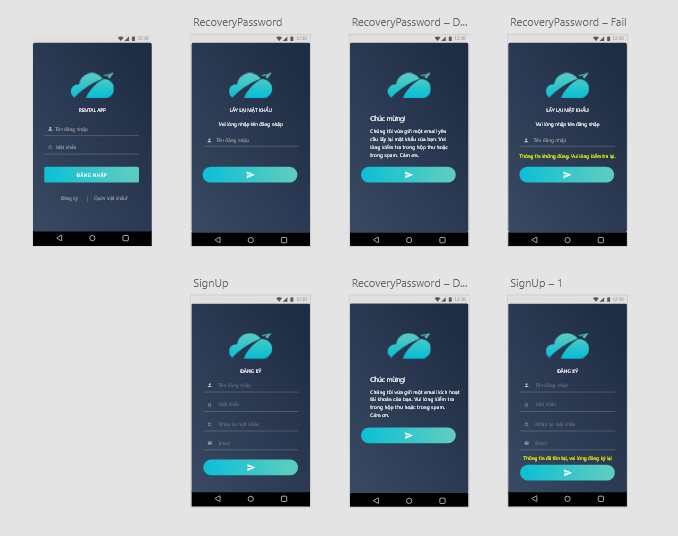 RecoveryPassword
RecoveryPassword – D...
RecoveryPassword – Fail
12:30
RENTAL APP
Tên đăng nhập
Mật khẩu
ĐĂNG NHẬP
Đăng ký | Quên mật khẩu?
12:30
LẤY LẠI MẬT KHẨU
Vui lòng nhập tên đăng nhập
Tên đăng nhập
12:30
Chúc mừng!
Chúng tôi vừa gửi một email yêu
cầu lấy lại mật khẩu của bạn. Vui
lòng kiểm tra trong hộp thư hoặc
trong spam. Cảm ơn.
12:30
LẤY LẠI MẬT KHẨU
Vui lòng nhập tên đăng nhập
Tên đăng nhập
Thông tin không đúng. Vui lòng kiểm tra lại.
SignUp
RecoveryPassword – D...
SignUp – 1
12:30
ĐĂNG KÝ
Tên đăng nhập
Mật khẩu
Nhập lại mật khẩu
Email
12:30
Chúc mừng!
Chúng tôi vừa gửi một email kích hoạt
tài khoản của bạn. Vui lòng kiểm tra
trong hộp thư hoặc trong spam.
Cảm ơn.
12:30
ĐĂNG KÝ
Tên đăng nhập
Mật khẩu
Nhập lại mật khẩu
Email
Thông tin đã tồn tại, vui lòng đăng ký lại